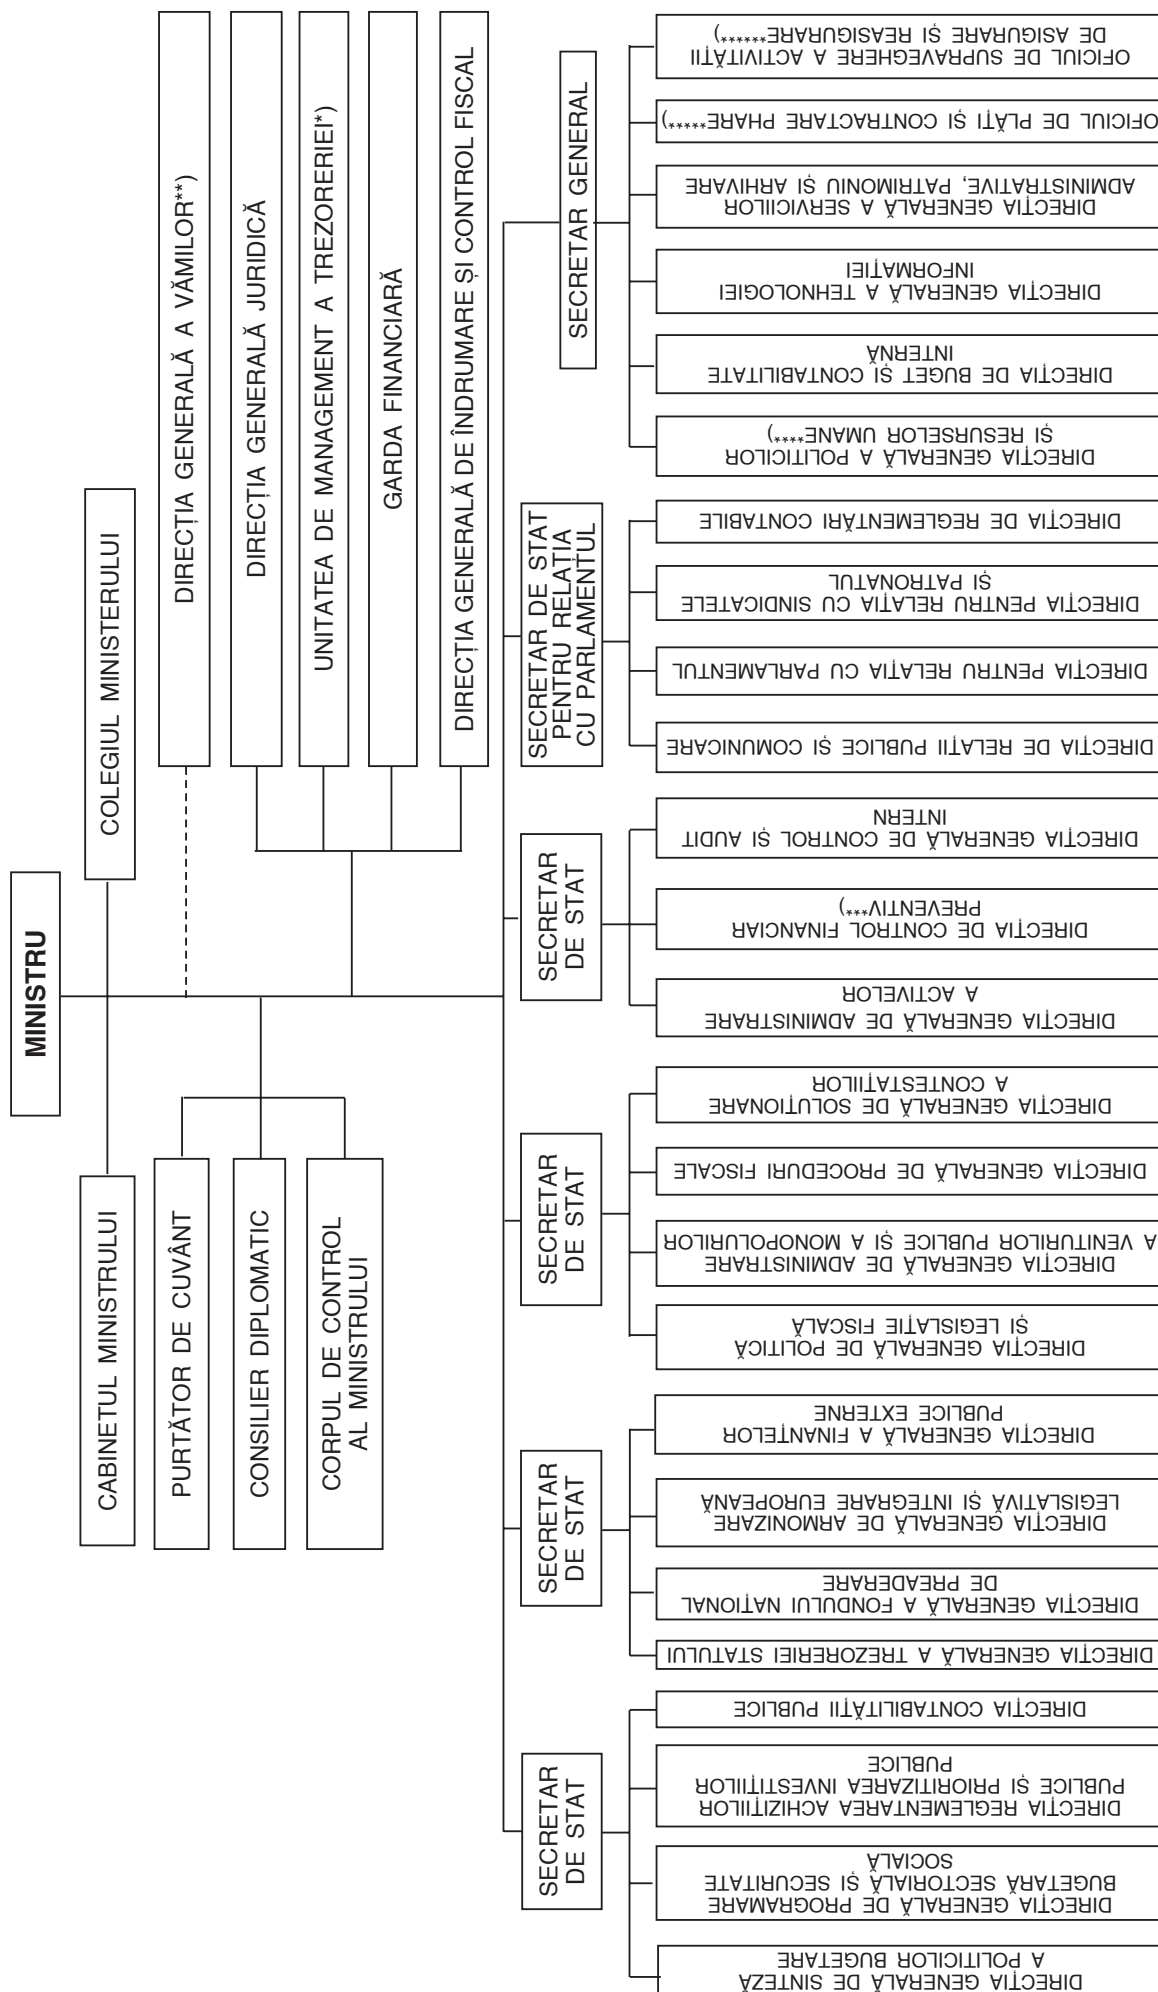 MINISTRU
CABINETUL MINISTRULUI
COLEGIUL MINISTERULUI
PURTĂTOR DE CUVÂNT
CONSILIER DIPLOMATIC
CORPUL DE CONTROL
AL MINISTRULUI
DIRECȚIA GENERALĂ A VĂMILOR**)
DIRECȚIA GENERALĂ JURIDICĂ
UNITATEA DE MANAGEMENT A TREZORERIEI*)
GARDA FINANCIARĂ
DIRECȚIA GENERALĂ DE ÎNDRUMARE ȘI CONTROL FISCAL
SECRETAR
DE STAT
DIRECȚIA GENERALĂ DE SINTEZĂ
A POLITICILOR BUGETARE
DIRECȚIA GENERALĂ DE PROGRAMARE
BUGETARĂ SECTORIALĂ ȘI SECURITATE
SOCIALĂ
DIRECȚIA REGLEMENTAREA ACHIZIȚIILOR
PUBLICE ȘI PRIORITIZAREA INVESTIȚIILOR
PUBLICE
DIRECȚIA CONTABILITĂȚII PUBLICE
SECRETAR
DE STAT
DIRECȚIA GENERALĂ A TREZORERIEI STATULUI
DIRECȚIA GENERALĂ A FONDULUI NAȚIONAL
DE PREADERARE
DIRECȚIA GENERALĂ DE ARMONIZARE
LEGISLATIVĂ ȘI INTEGRARE EUROPEANĂ
DIRECȚIA GENERALĂ A FINANȚELOR
PUBLICE EXTERNE
SECRETAR
DE STAT
DIRECȚIA GENERALĂ DE POLITICĂ
ȘI LEGISLAȚIE FISCALĂ
DIRECȚIA GENERALĂ DE ADMINISTRARE
A VENITURILOR PUBLICE ȘI A MONOPOLURILOR
DIRECȚIA GENERALĂ DE PROCEDURI FISCALE
DIRECȚIA GENERALĂ DE SOLUȚIONARE
A CONTESTAȚIILOR
SECRETAR
DE STAT
DIRECȚIA GENERALĂ DE ADMINISTRARE
A ACTIVELOR
DIRECȚIA DE CONTROL FINANCIAR
PREVENTIV***)
DIRECȚIA GENERALĂ DE CONTROL ȘI AUDIT
INTERN
SECRETAR DE STAT
PENTRU RELAȚIA
CU PARLAMENTUL
DIRECȚIA DE RELAȚII PUBLICE ȘI COMUNICARE
DIRECȚIA PENTRU RELAȚIA CU PARLAMENTUL
DIRECȚIA PENTRU RELAȚIA CU SINDICATELE
ȘI PATRONATUL
DIRECȚIA DE REGLEMENTĂRI CONTABILE
SECRETAR GENERAL
DIRECȚIA GENERALĂ A POLITICILOR
ȘI RESURSELOR UMANE****)
DIRECȚIA DE BUGET ȘI CONTABILITATE
INTERNĂ
DIRECȚIA GENERALĂ A TEHNOLOGIEI
INFORMAȚIEI
DIRECȚIA GENERALĂ A SERVICIILOR
ADMINISTRATIVE, PATRIMONIU ȘI ARHIVARE
OFICIUL DE PLĂȚI ȘI CONTRACTARE PHARE*****)
OFICIUL DE SUPRAVEGHERE A ACTIVITĂȚII
DE ASIGURARE ȘI REASIGURARE******)